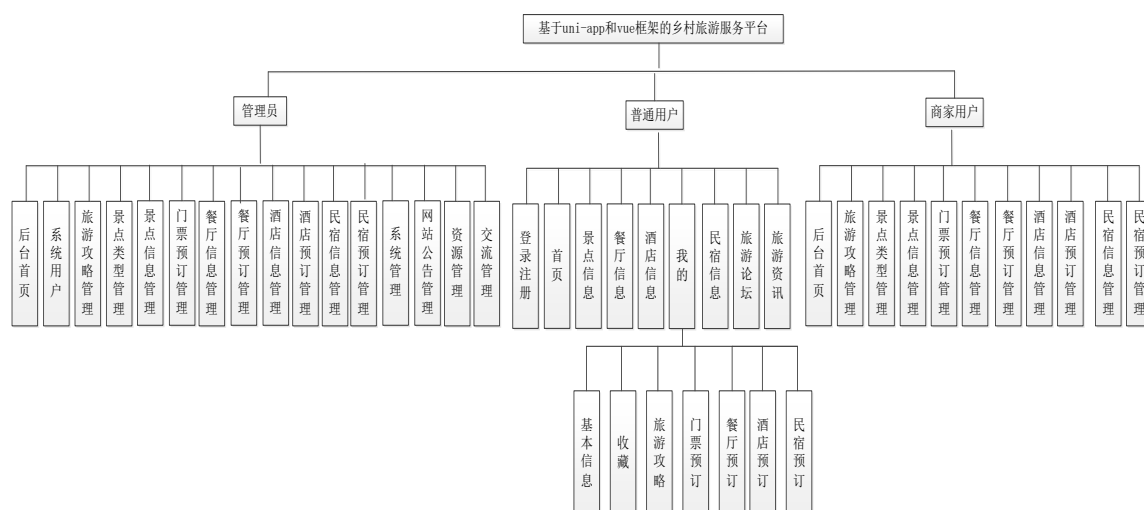 基于uni-app和vue框架的乡村旅游服务平台
管理员
普通用户
商家用户
后台首页
系统用户
旅游攻略管理
景点类型管理
景点信息管理
门票预订管理
餐厅信息管理
餐厅预订管理
酒店信息管理
酒店预订管理
民宿信息管理
民宿预订管理
系统管理
网站公告管理
资源管理
交流管理
登录注册
首页
景点信息
餐厅信息
酒店信息
我的
民宿信息
旅游论坛
旅游资讯
后台首页
旅游攻略管理
景点类型管理
景点信息管理
门票预订管理
餐厅信息管理
餐厅预订管理
酒店信息管理
酒店预订管理
民宿信息管理
民宿预订管理
基本信息
收藏
旅游攻略
门票预订
餐厅预订
酒店预订
民宿预订